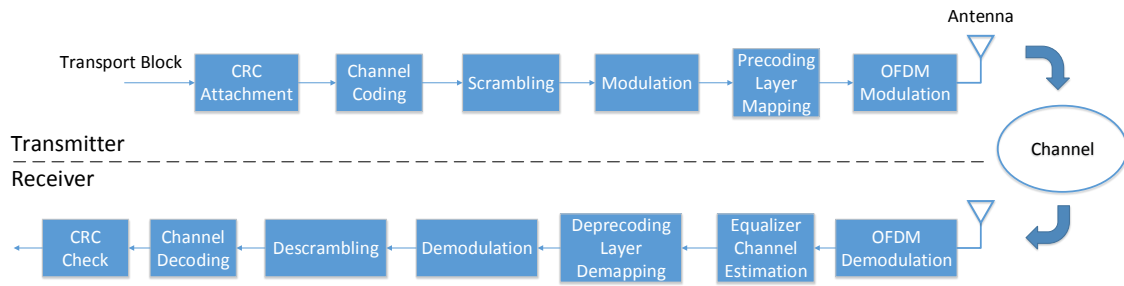 Antenna
Transport Block
CRC
Attachment
Channel
Coding
Scrambling
Modulation
Precoding
Layer
Mapping
OFDM
Modulation
Channel
Transmitter
Receiver
CRC
Check
Channel
Decoding
Descrambling
Demodulation
Deprecoding
Layer
Demapping
Equalizer
Channel
Estimation
OFDM
Demodulation